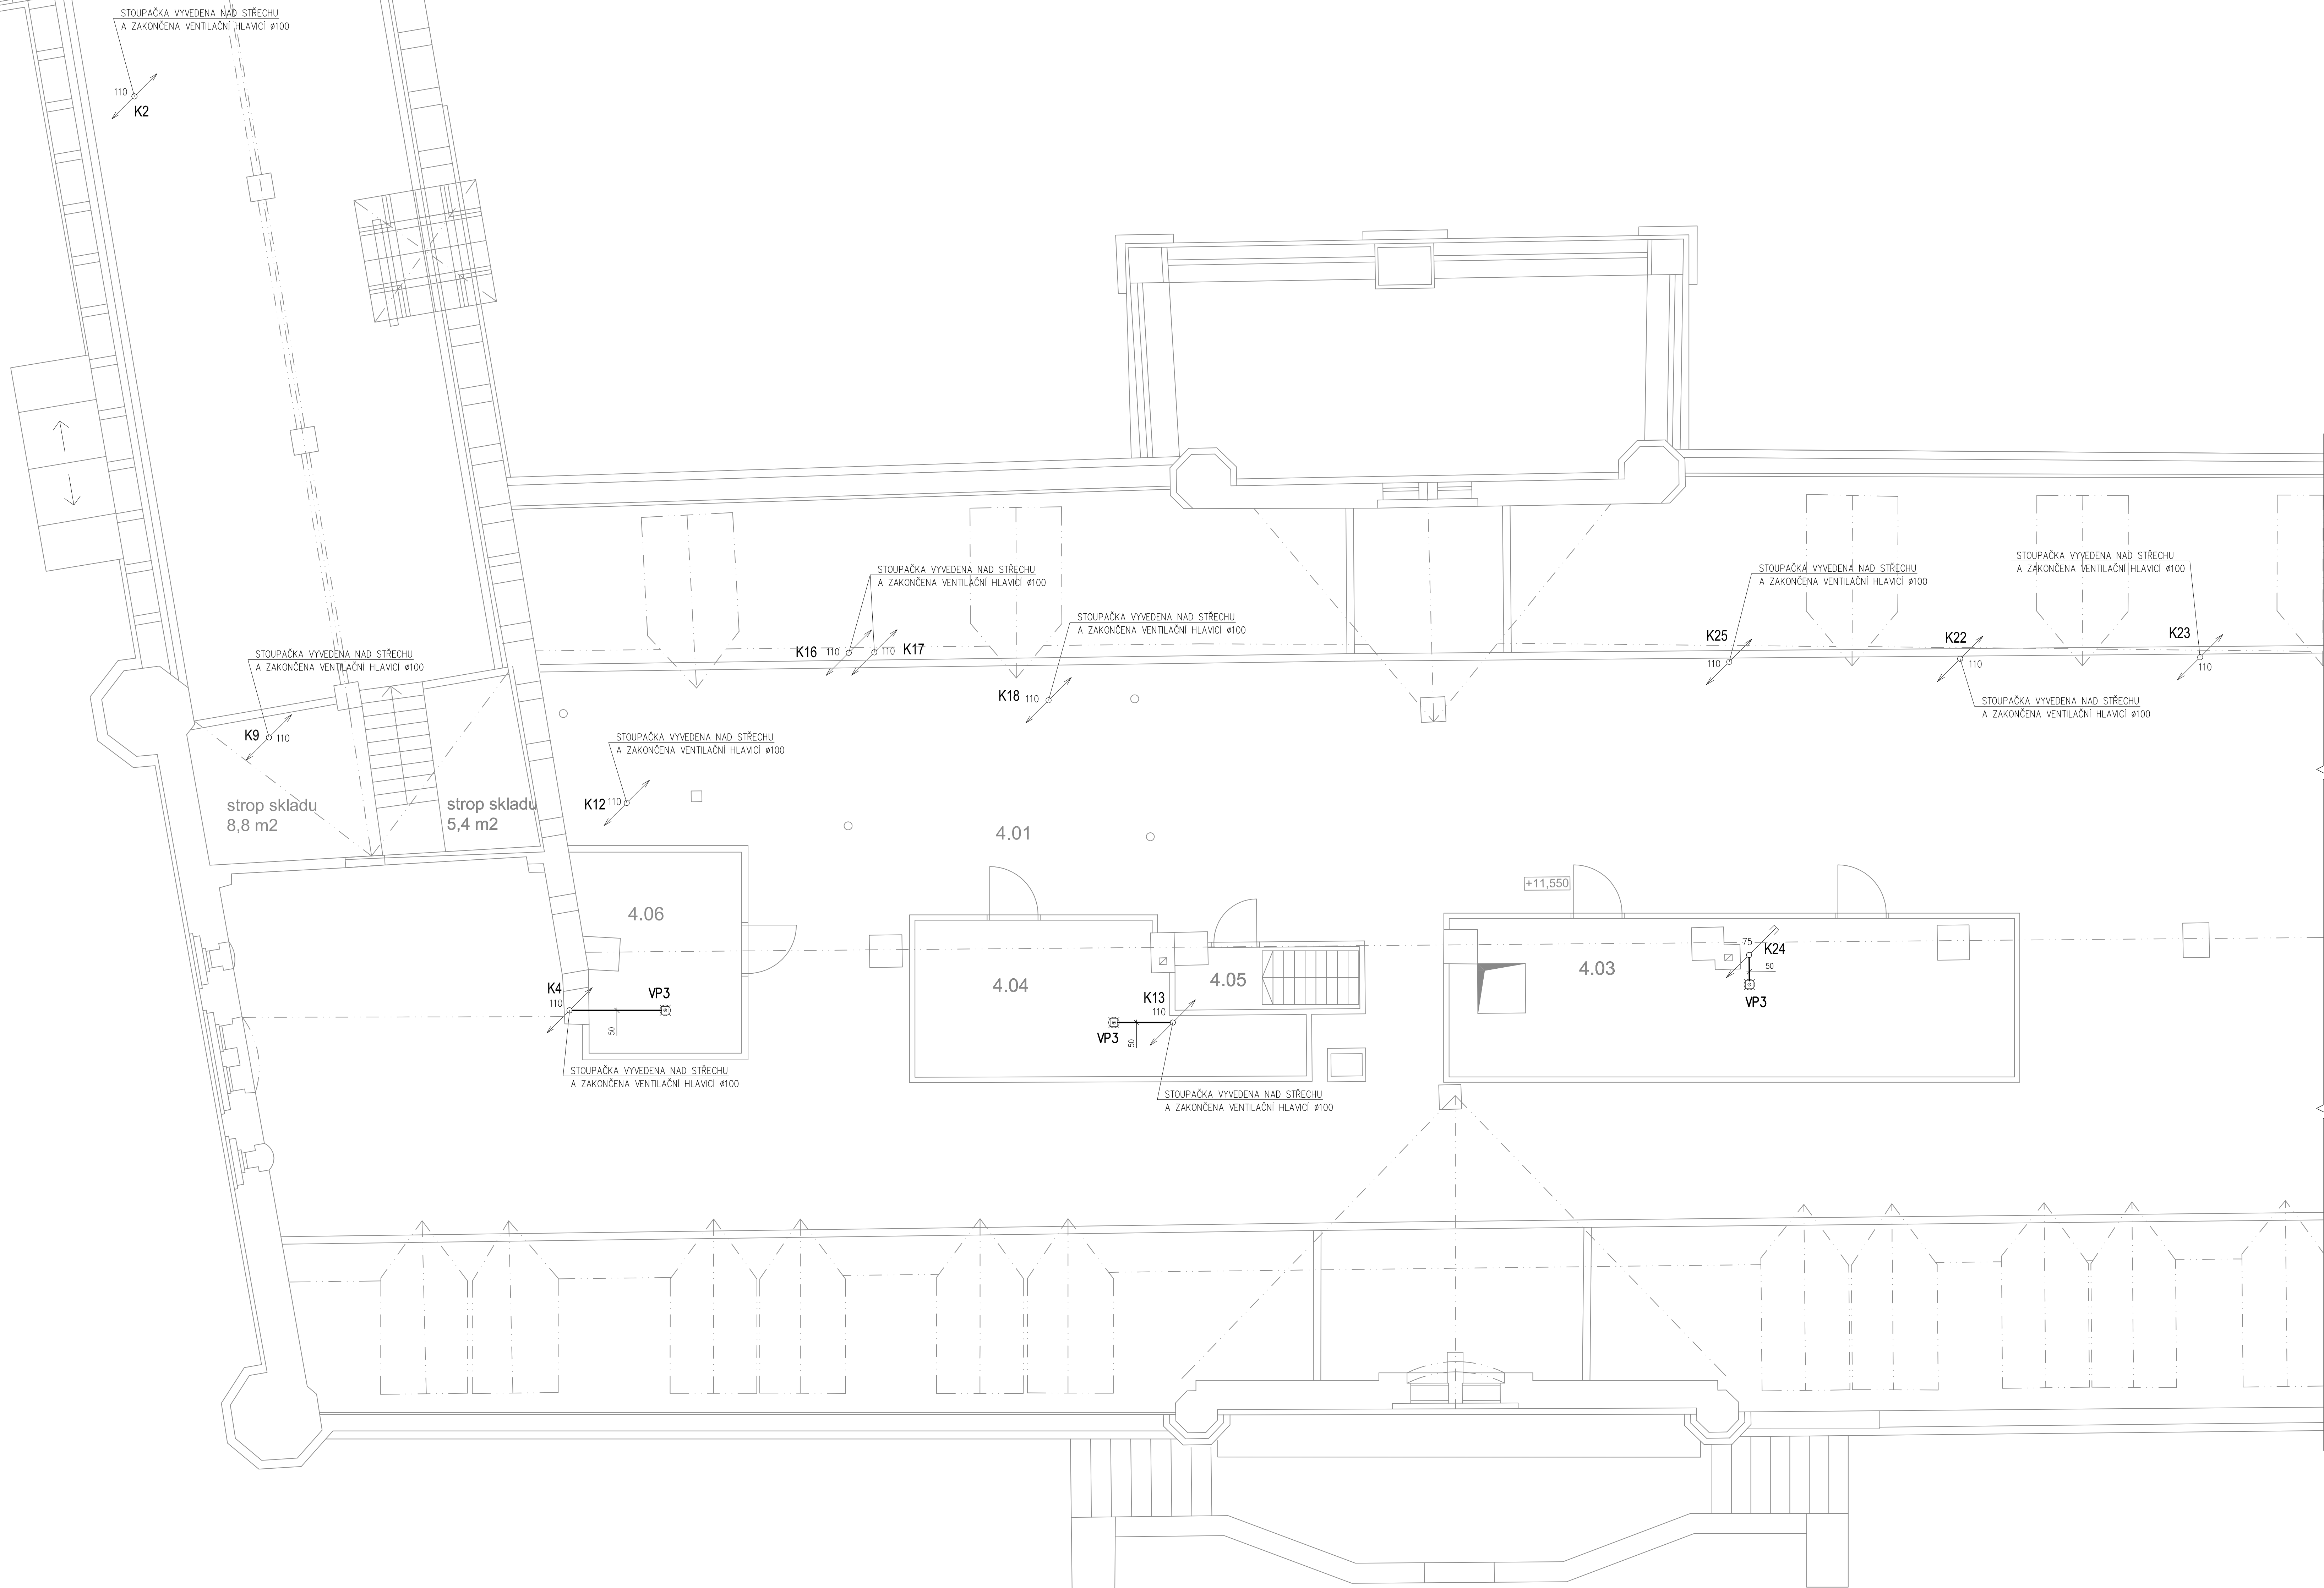 STOUPAČKA VYVEDENA NAD STŘECHU
A ZAKONČENA VENTILAČNÍ HLAVICÍ ø100
110
K2
STOUPAČKA VYVEDENA NAD STŘECHU
A ZAKONČENA VENTILAČNÍ HLAVICÍ ø100
K16
110
110
K17
STOUPAČKA VYVEDENA NAD STŘECHU
A ZAKONČENA VENTILAČNÍ HLAVICÍ ø100
K18
110
STOUPAČKA VYVEDENA NAD STŘECHU
A ZAKONČENA VENTILAČNÍ HLAVICÍ ø100
K25
110
STOUPAČKA VYVEDENA NAD STŘECHU
A ZAKONČENA VENTILAČNÍ HLAVICÍ ø100
K23
110
K22
110
STOUPAČKA VYVEDENA NAD STŘECHU
A ZAKONČENA VENTILAČNÍ HLAVICÍ ø100
STOUPAČKA VYVEDENA NAD STŘECHU
A ZAKONČENA VENTILAČNÍ HLAVICÍ ø100
K9
110
STOUPAČKA VYVEDENA NAD STŘECHU
A ZAKONČENA VENTILAČNÍ HLAVICÍ ø100
K12
110
strop skladu
8,8 m2
strop skladu
5,4 m2
4.01
+11,550
4.06
4.04
4.05
4.03
75
K24
50
VP3
K4
110
VP3
50
STOUPAČKA VYVEDENA NAD STŘECHU
A ZAKONČENA VENTILAČNÍ HLAVICÍ ø100
K13
110
VP3
50
STOUPAČKA VYVEDENA NAD STŘECHU
A ZAKONČENA VENTILAČNÍ HLAVICÍ ø100